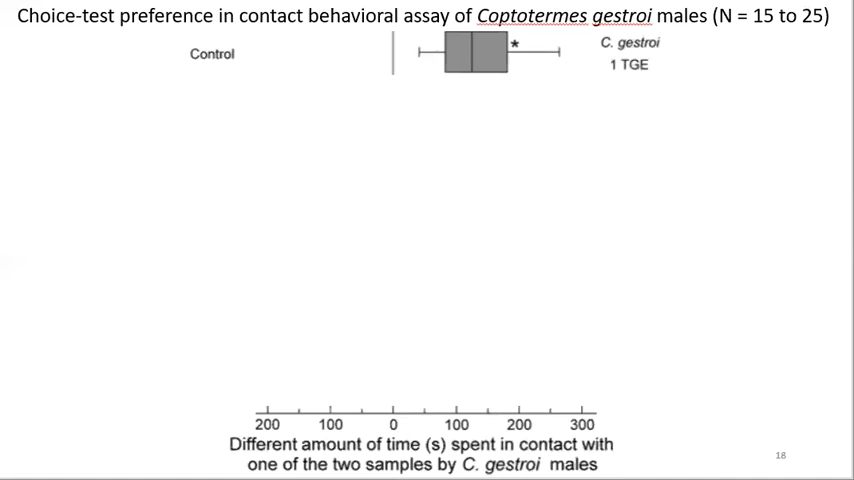 Choice-test preference in contact behavioral assay of Coptotermes gestroi males (N = 15 to 25)
Control
*
C. gestroi
1 TGE
200 100 0 100 200 300
Different amount of time (s) spent in contact with
one of the two samples by C. gestroi males
18